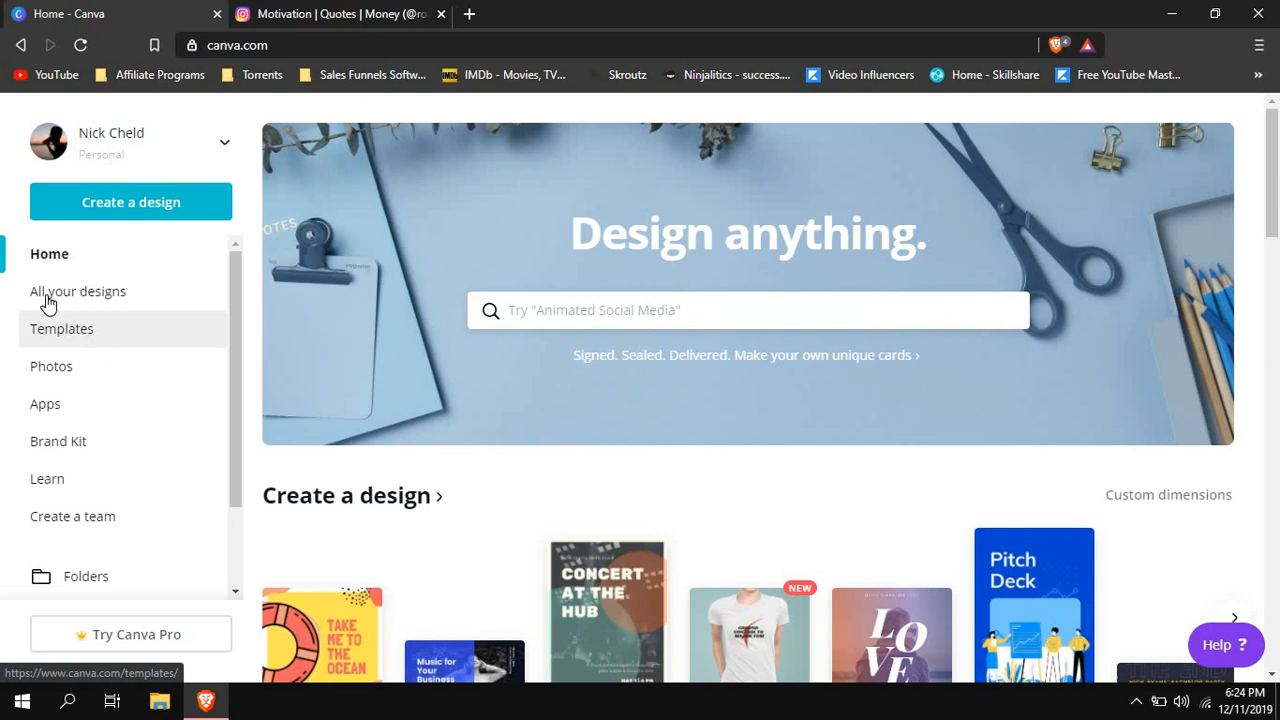 Home - Canva
Motivation | Quotes | Money (@ro
canva.com
4
YouTube
Affiliate Programs
Torrents
Sales Funnels Softw...
IMDb - Movies, TV...
Skroutz
Ninjalitics - success....
Video Influencers
Home - Skillshare
Free YouTube Mast...
Nick Cheld
Personal
Create a design
Home
All your designs
Templates
Photos
Apps
Brand Kit
Learn
Create a team
Folders
Try Canva Pro
https://www.canva.com/templates/
Design anything.
Try "Animated Social Media"
Signed. Sealed. Delivered. Make your own unique cards ›
Create a design ›
Custom dimensions
TAKE ME
TO THE
OCEAN
Music for
Your
Business
CONCERT
AT THE
HUB
NEW
LO
VE
Pitch
Deck
Help ?
6:24 PM
12/11/2019